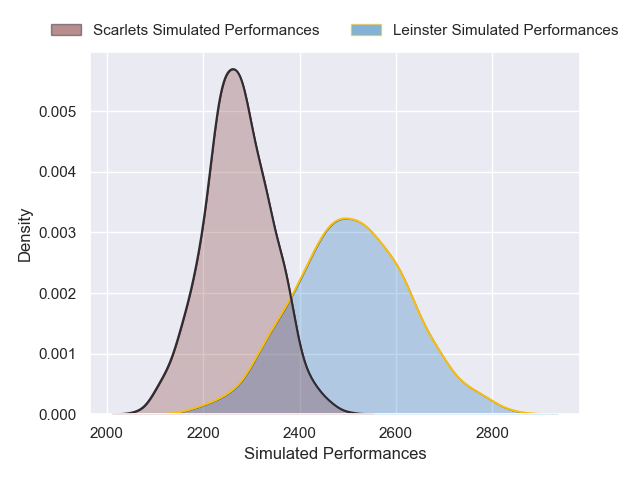 Scarlets Simulated Performances Leinster Simulated Performances
0.005
0.004
0.003
0.002
0.001
0.000
Density
2000 2200 2400 2600 2800
Simulated Performances